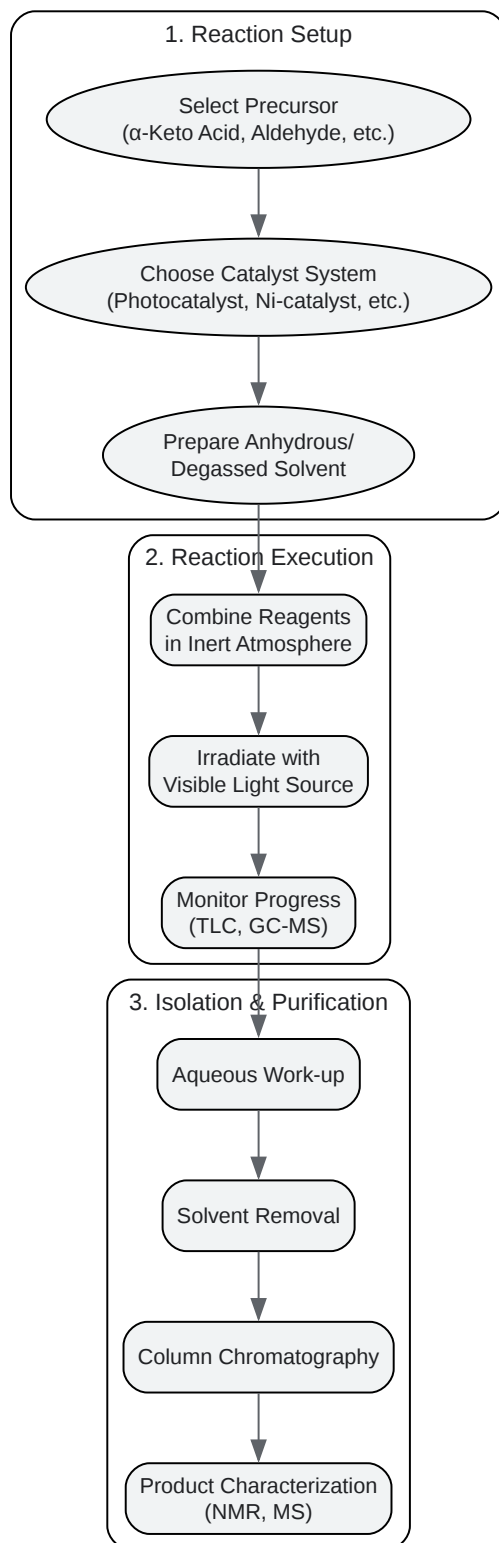 1. Reaction Setup
Select Precursor
(α-Keto Acid, Aldehyde, etc.)
Choose Catalyst System
(Photocatalyst, Ni-catalyst, etc.)
Prepare Anhydrous/
Degassed Solvent
2. Reaction Execution
Combine Reagents
in Inert Atmosphere
Irradiate with
Visible Light Source
Monitor Progress
(TLC, GC-MS)
3. Isolation & Purification
Aqueous Work-up
Solvent Removal
Column Chromatography
Product Characterization
(NMR, MS)